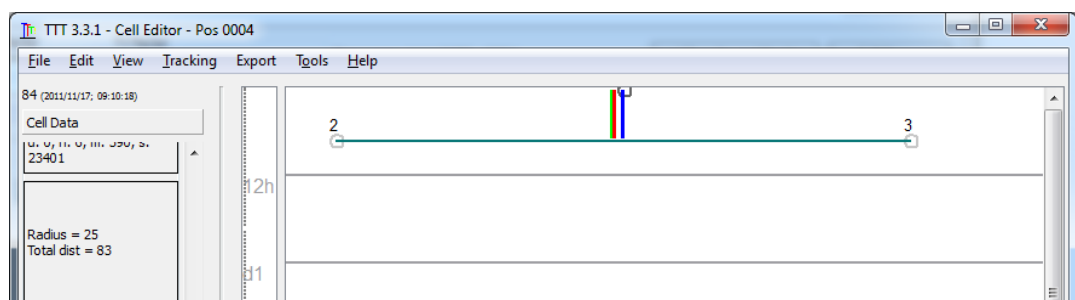 TTT 3.3.1 - Cell Editor - Pos 0004
File Edit View Tracking Export Tools Help
84 (2011/11/17; 09:10:18)
Cell Data
23401
Radius = 25
Total dist = 83
2
3
12h
d1